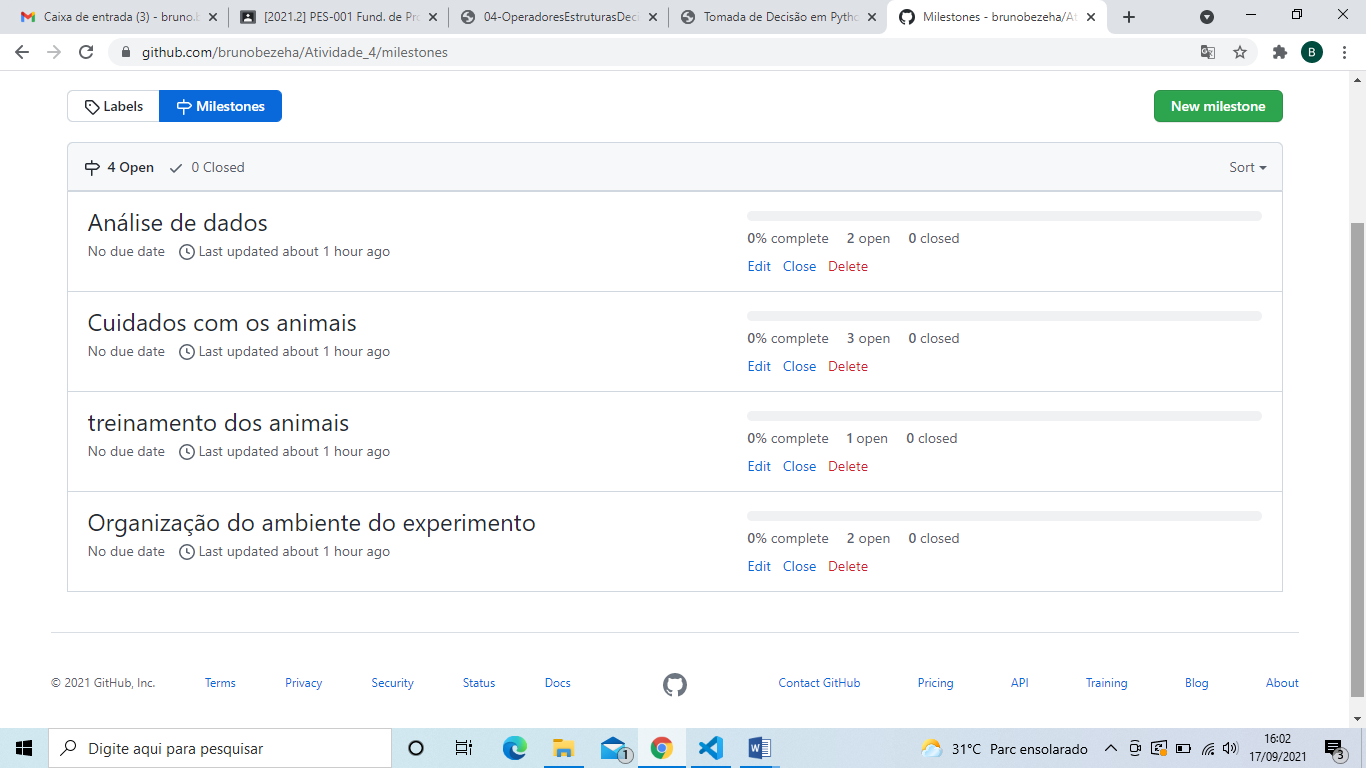 Caixa de entrada (3) - bruno.b
[2021.2] PES-001 Fund. de Pro
04-OperadoresEstruturasDeci
Tomada de Decisão em Pytho
Milestones - brunobezeha/At
github.com/brunobezeha/Atividade_4/milestones
B
Labels
Milestones
New milestone
4 Open
0 Closed
Sort
Análise de dados
No due date
Last updated about 1 hour ago
0% complete
2 open
0 closed
Edit
Close
Delete
Cuidados com os animais
No due date
Last updated about 1 hour ago
0% complete
3 open
0 closed
Edit
Close
Delete
treinamento dos animais
No due date
Last updated about 1 hour ago
0% complete
1 open
0 closed
Edit
Close
Delete
Organização do ambiente do experimento
No due date
Last updated about 1 hour ago
0% complete
2 open
0 closed
Edit
Close
Delete
© 2021 GitHub, Inc.
Terms
Privacy
Security
Status
Docs
Contact GitHub
Pricing
API
Training
Blog
About
Digite aqui para pesquisar
1
31°C Parc ensolarado
16:02
17/09/2021
3